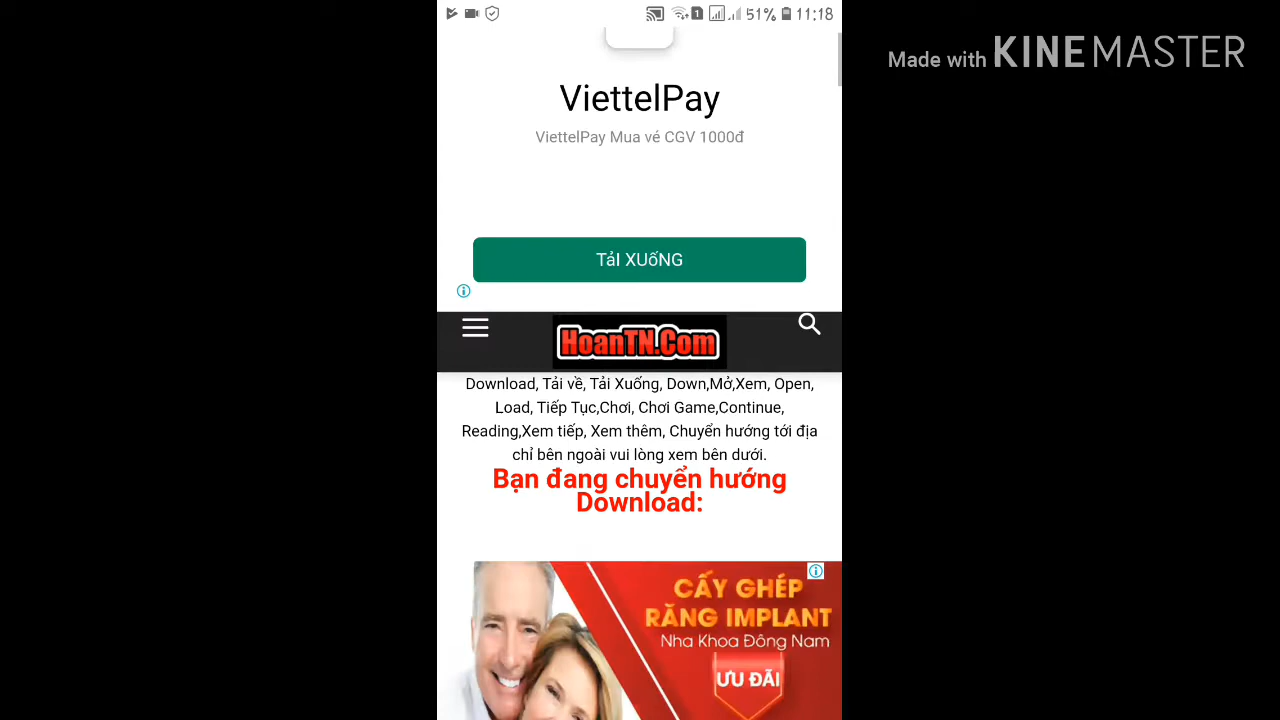 51% 11:18
Made with KINEMASTER
ViettelPay
ViettelPay Mua vé CGV 1000đ
TảI XUốNG
HoanTN.Com
Download, Tải về, Tải Xuống, Down,Mở,Xem, Open,
Load, Tiếp Tục,Chơi, Chơi Game,Continue,
Reading,Xem tiếp, Xem thêm, Chuyển hướng tới địa
chỉ bên ngoài vui lòng xem bên dưới.
Bạn đang chuyển hướng
Download:
CẤY GHÉP
RĂNG IMPLANT
Nha Khoa Đông Nam
ƯU ĐÃI